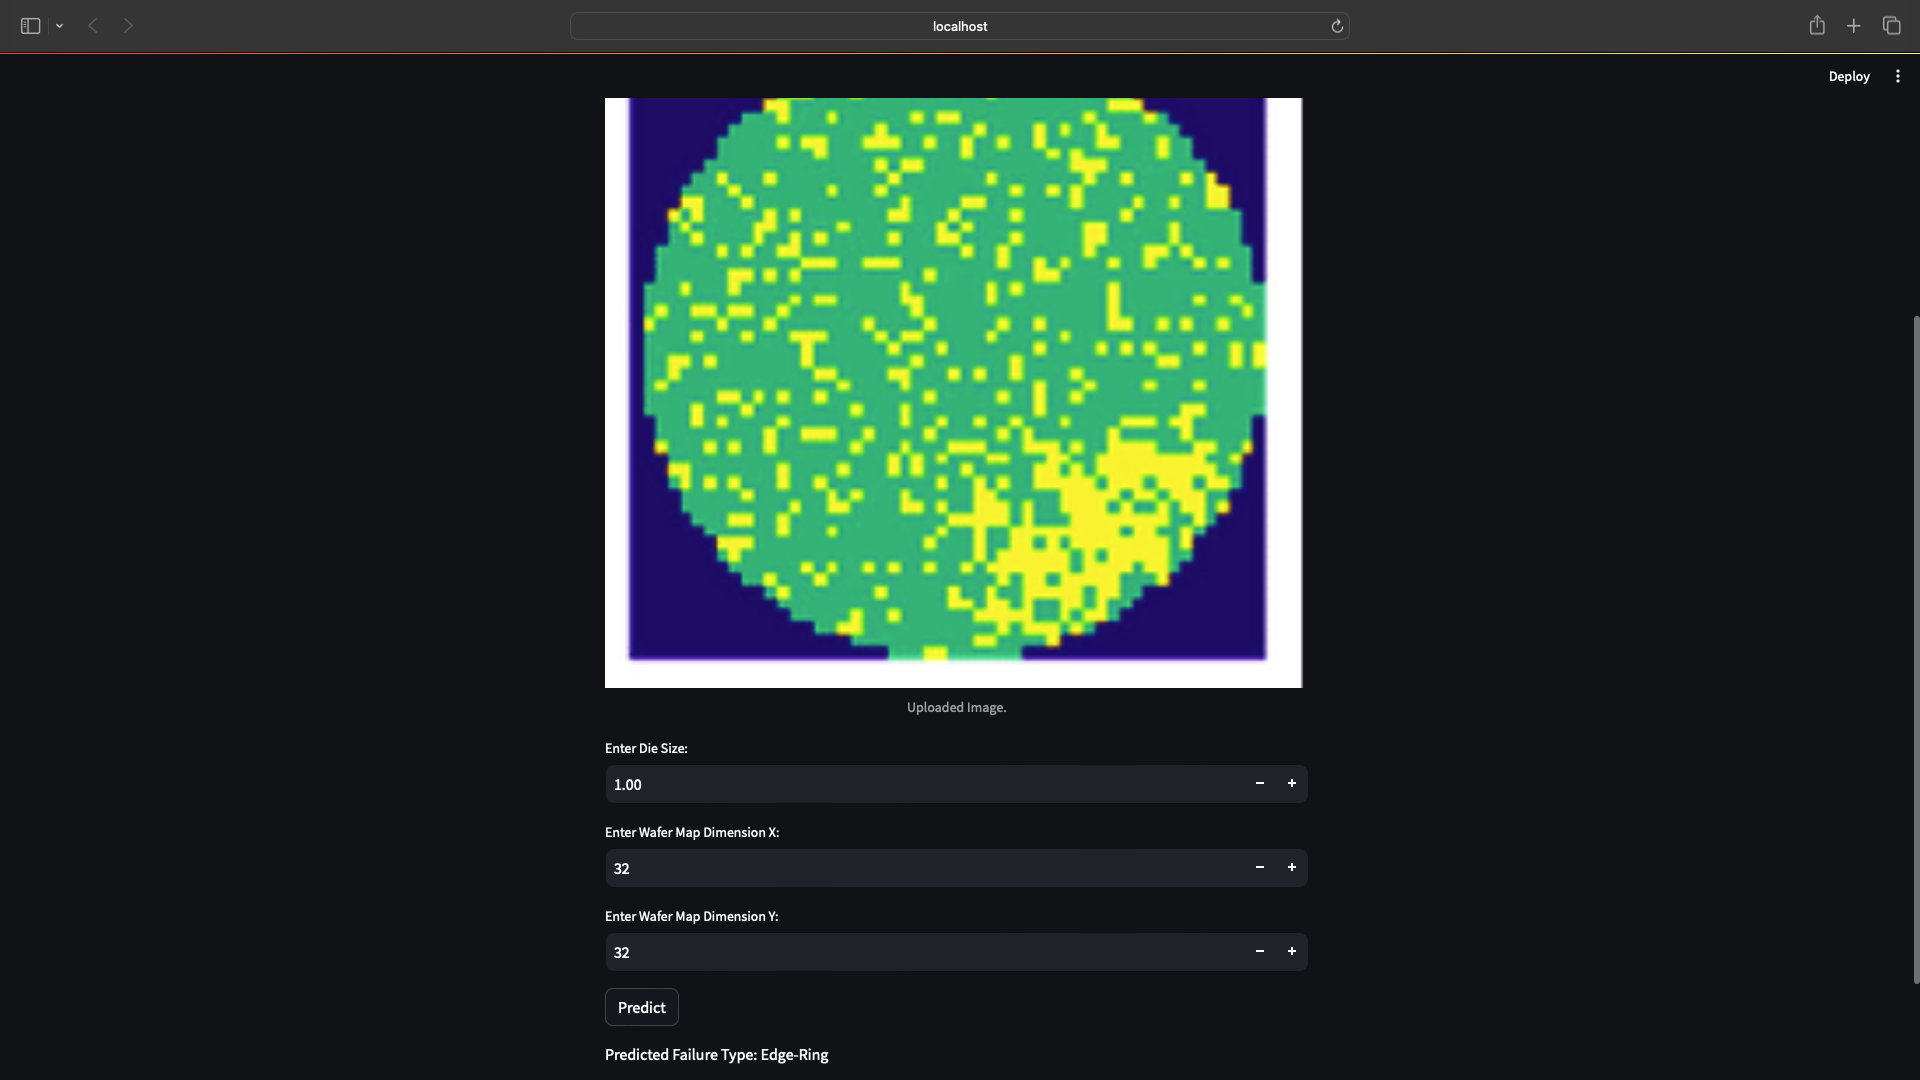 localhost
Deploy
Uploaded Image.
Enter Die Size:
1.00
Enter Wafer Map Dimension X:
32
Enter Wafer Map Dimension Y:
32
Predict
Predicted Failure Type: Edge-Ring